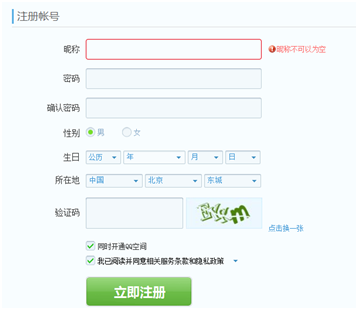 注册帐号
昵称 昵称不可以为空
密码
确认密码
性别 男 女
生日 公历 年 月 日
所在地 中国 北京 东城
验证码
点击换一张
同时开通QQ空间
我已阅读并同意相关服务条款和隐私政策
立即注册